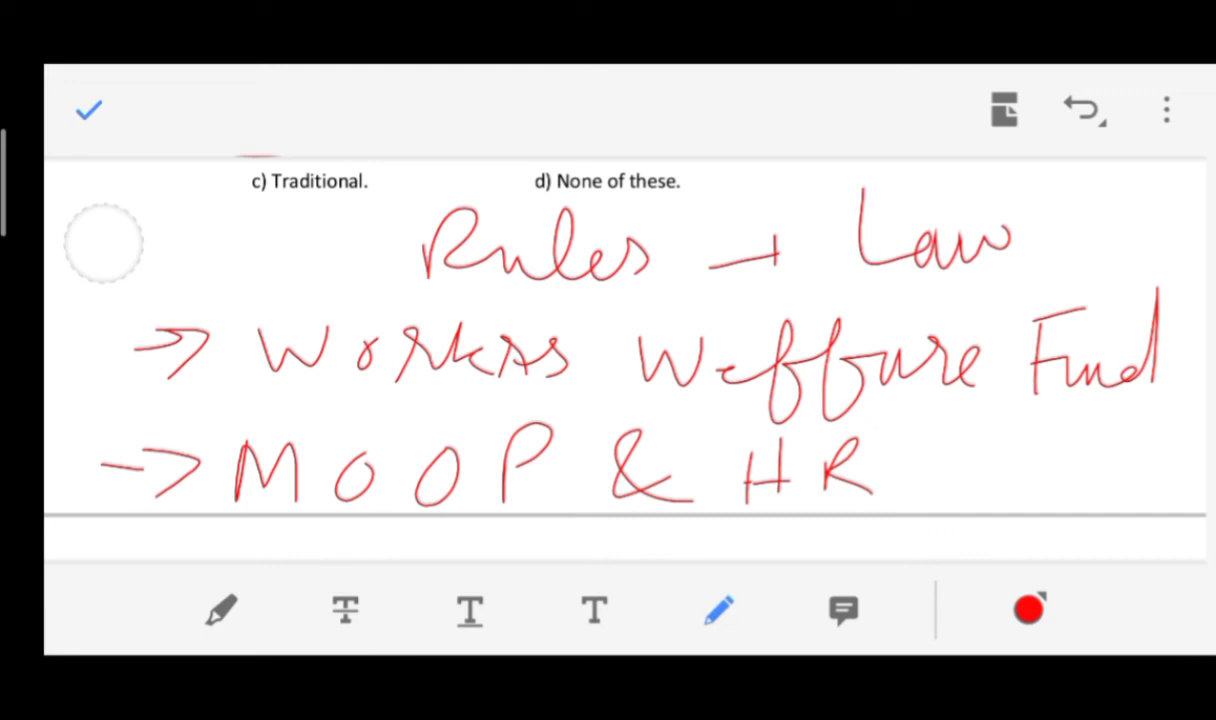 c) Traditional. d) None of these.
Rules → Law
→ Workers Welfare Fund
→ MOOP & HR